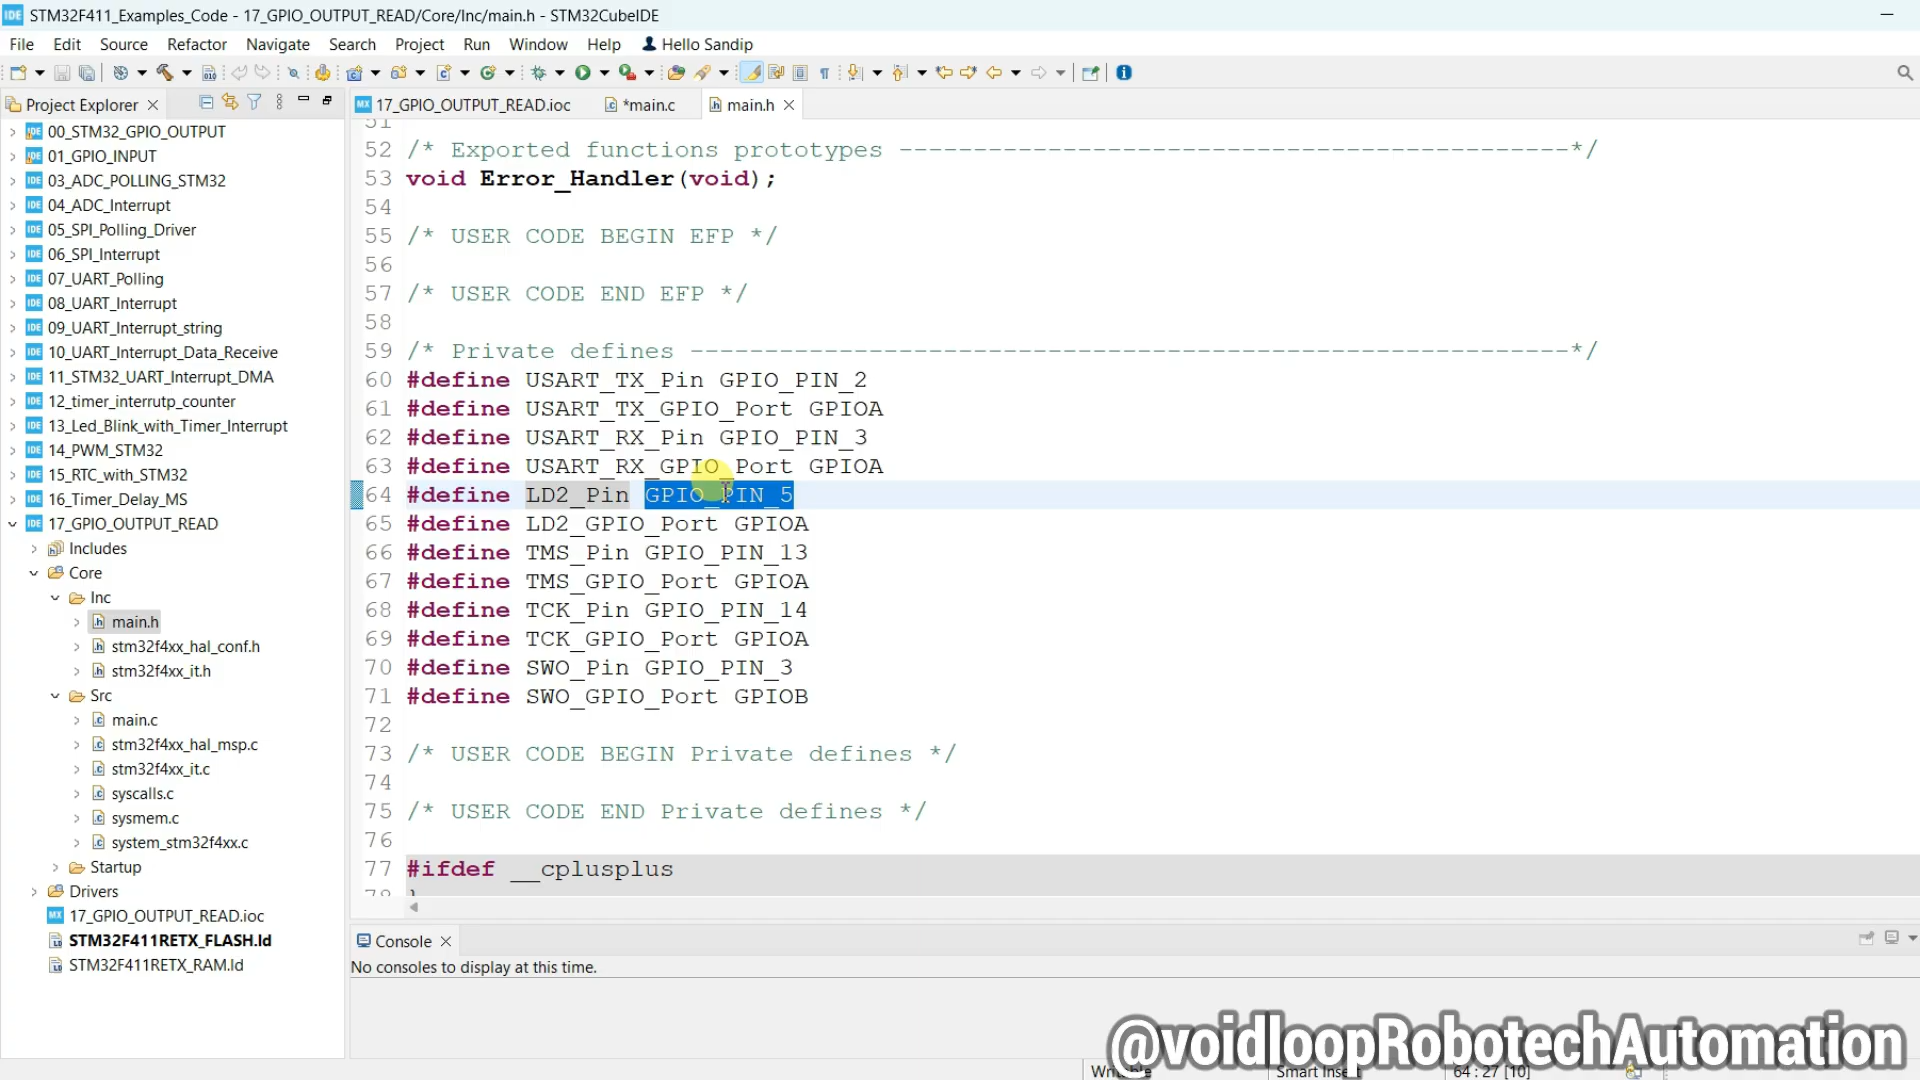 IDE STM32F411_Examples_Code - 17_GPIO_OUTPUT_READ/Core/Inc/main.h - STM32CubeIDE
File Edit Source Refactor Navigate Search Project Run Window Help Hello Sandip
Project Explorer
17_GPIO_OUTPUT_READ.ioc *main.c main.h
00_STM32_GPIO_OUTPUT
01_GPIO_INPUT
03_ADC_POLLING_STM32
04_ADC_Interrupt
05_SPI_Polling_Driver
06_SPI_Interrupt
07_UART_Polling
08_UART_Interrupt
09_UART_Interrupt_string
10_UART_Interrupt_Data_Receive
11_STM32_UART_Interrupt_DMA
12_timer_interrutp_counter
13_Led_Blink_with_Timer_Interrupt
14_PWM_STM32
15_RTC_with_STM32
16_Timer_Delay_MS
17_GPIO_OUTPUT_READ
Includes
Core
Inc
main.h
stm32f4xx_hal_conf.h
stm32f4xx_it.h
Src
main.c
stm32f4xx_hal_msp.c
stm32f4xx_it.c
syscalls.c
sysmem.c
system_stm32f4xx.c
Startup
Drivers
17_GPIO_OUTPUT_READ.ioc
STM32F411RETX_FLASH.ld
STM32F411RETX_RAM.ld
51
52 /* Exported functions prototypes ---------------------------------------------*/
53 void Error_Handler(void);
54
55 /* USER CODE BEGIN EFP */
56
57 /* USER CODE END EFP */
58
59 /* Private defines -----------------------------------------------------------*/
60 #define USART_TX_Pin GPIO_PIN_2
61 #define USART_TX_GPIO_Port GPIOA
62 #define USART_RX_Pin GPIO_PIN_3
63 #define USART_RX_GPIO_Port GPIOA
64 #define LD2_Pin GPIO_PIN_5
65 #define LD2_GPIO_Port GPIOA
66 #define TMS_Pin GPIO_PIN_13
67 #define TMS_GPIO_Port GPIOA
68 #define TCK_Pin GPIO_PIN_14
69 #define TCK_GPIO_Port GPIOA
70 #define SWO_Pin GPIO_PIN_3
71 #define SWO_GPIO_Port GPIOB
72
73 /* USER CODE BEGIN Private defines */
74
75 /* USER CODE END Private defines */
76
77 #ifdef __cplusplus
78 }
Console
No consoles to display at this time.
@voidloopRobotechAutomation
Writable Smart Insert 64 : 27 [10]